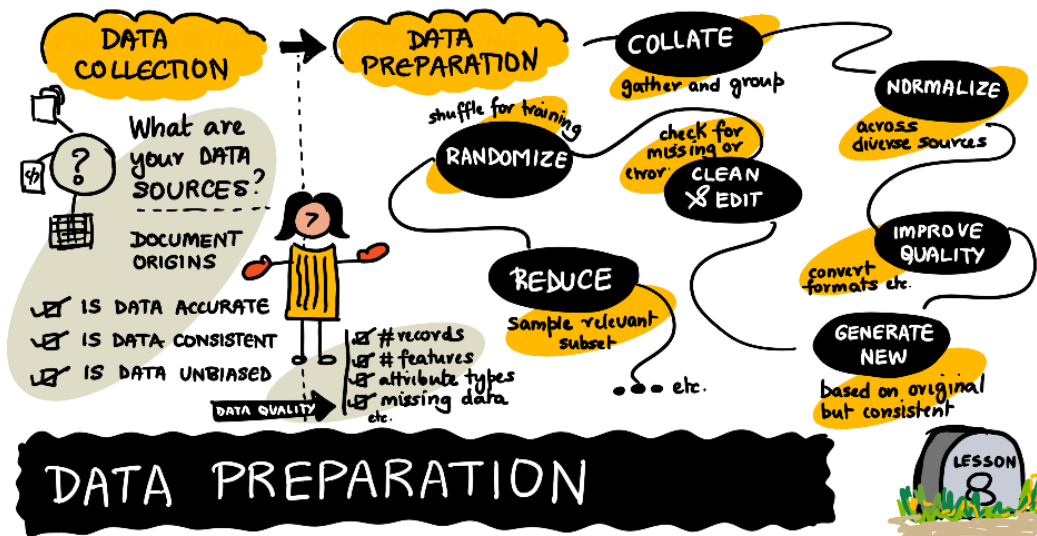 DATA
COLLECTION
DATA
PREPARATION
?
</>
What are
your DATA
SOURCES?
DOCUMENT
ORIGINS
IS DATA ACCURATE
IS DATA CONSISTENT
IS DATA UNBIASED
DATA QUALITY
#records
# features
attribute types
missing data
etc.
COLLATE
gather and group
NORMALIZE
across
diverse sources
IMPROVE
QUALITY
convert
formats etc.
GENERATE
NEW
based on original
but consistent
check for
missing or
error
CLEAN
& EDIT
shuffle for training
RANDOMIZE
REDUCE
Sample relevant
subset
etc.
DATA PREPARATION
LESSON
8